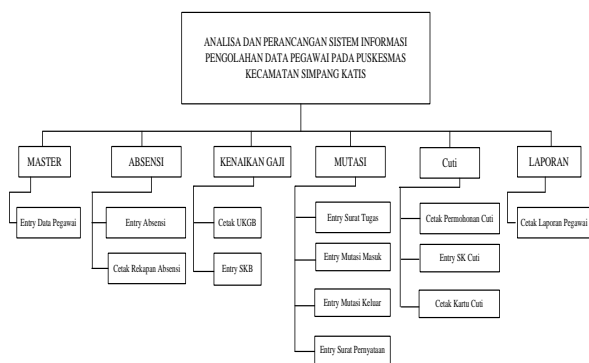 ANALISA DAN PERANCANGAN SISTEM INFORMASI
PENGOLAHAN DATA PEGAWAI PADA PUSKESMAS
KECAMATAN SIMPANG KATIS
MASTER
ABSENSI
KENAIKAN GAJI
MUTASI
Cuti
LAPORAN
Entry Data Pegawai
Entry Absensi
Cetak Rekapan Absensi
Cetak UKGB
Entry SKB
Entry Surat Tugas
Entry Mutasi Masuk
Entry Mutasi Keluar
Entry Surat Pernyataan
Cetak Permohonan Cuti
Entry SK Cuti
Cetak Kartu Cuti
Cetak Laporan Pegawai